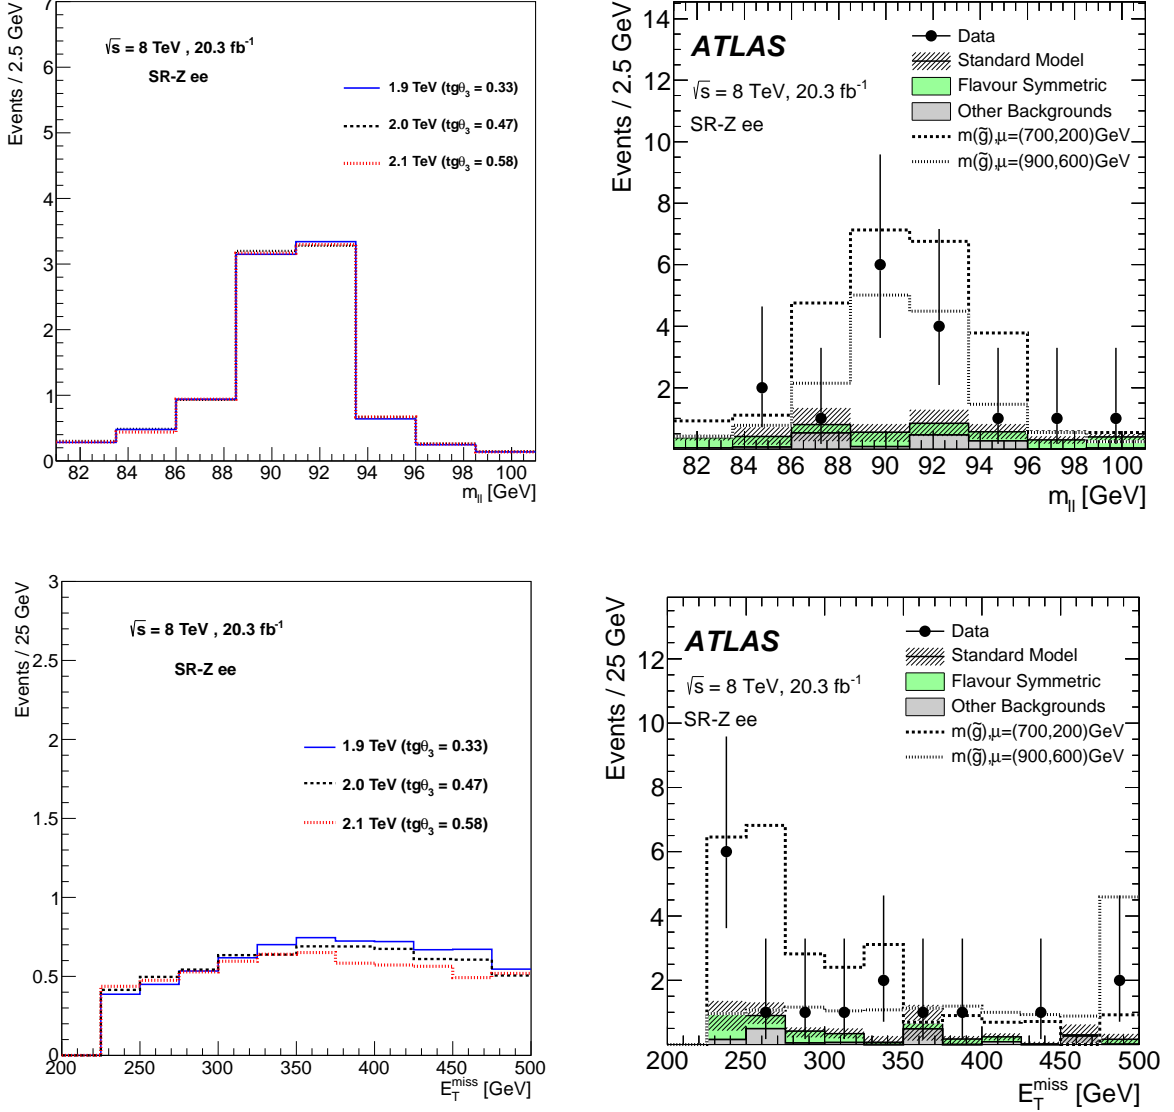 Events / 2.5 GeV
√s = 8 TeV , 20.3 fb⁻¹
SR-Z ee
1.9 TeV (tgθ₃ = 0.33)
2.0 TeV (tgθ₃ = 0.47)
2.1 TeV (tgθ₃ = 0.58)
7
6
5
4
3
2
1
0
82 84 86 88 90 92 94 96 98 100
m_ll [GeV]
Events / 2.5 GeV
ATLAS
√s = 8 TeV, 20.3 fb⁻¹
SR-Z ee
Data
Standard Model
Flavour Symmetric
Other Backgrounds
m(g̃),μ=(700,200)GeV
m(g̃),μ=(900,600)GeV
14
12
10
8
6
4
2
82 84 86 88 90 92 94 96 98 100
m_ll [GeV]
Events / 25 GeV
√s = 8 TeV , 20.3 fb⁻¹
SR-Z ee
1.9 TeV (tgθ₃ = 0.33)
2.0 TeV (tgθ₃ = 0.47)
2.1 TeV (tgθ₃ = 0.58)
3
2.5
2
1.5
1
0.5
0
200 250 300 350 400 450 500
E_T^miss [GeV]
Events / 25 GeV
ATLAS
√s = 8 TeV, 20.3 fb⁻¹
SR-Z ee
Data
Standard Model
Flavour Symmetric
Other Backgrounds
m(g̃),μ=(700,200)GeV
m(g̃),μ=(900,600)GeV
12
10
8
6
4
2
200 250 300 350 400 450 500
E_T^miss [GeV]